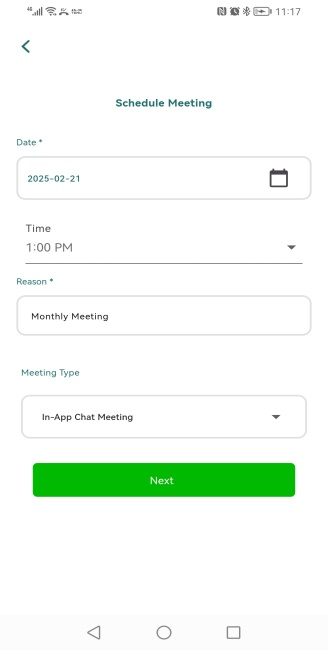 11:17
Schedule Meeting
Date *
2025-02-21
Time
1:00 PM
Reason *
Monthly Meeting
Meeting Type
In-App Chat Meeting
Next